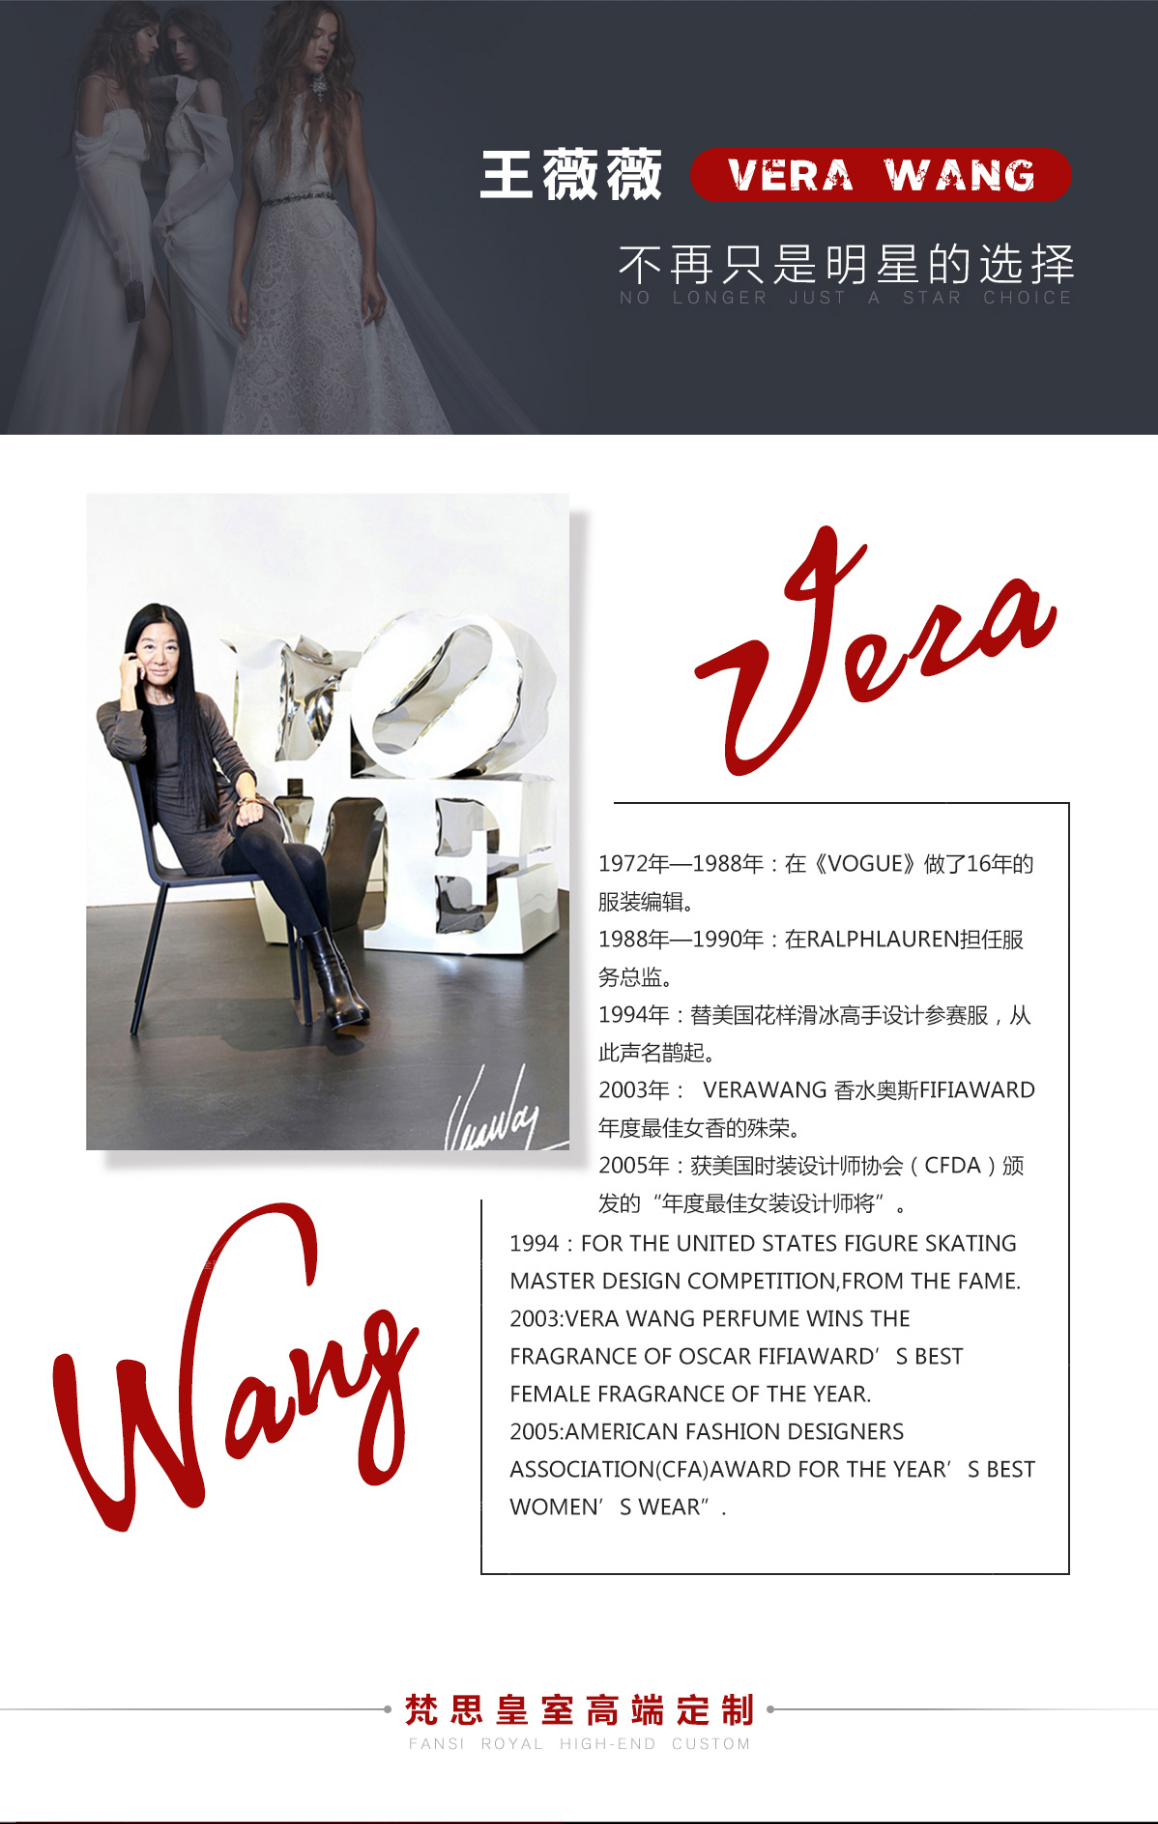 王薇薇 VERA WANG
不再只是明星的选择
NO LONGER JUST A STAR CHOICE
LOVE
Vera
1972年—1988年：在《VOGUE》做了16年的
服装编辑。
1988年—1990年：在RALPHLAUREN担任服
务总监。
1994年：替美国花样滑冰高手设计参赛服，从
此声名鹊起。
2003年： VERAWANG 香水奥斯FIFIAWARD
年度最佳女香的殊荣。
2005年：获美国时装设计师协会（CFDA）颁
发的“年度最佳女装设计师将”。
Vera Wang
Wang
1994：FOR THE UNITED STATES FIGURE SKATING
MASTER DESIGN COMPETITION,FROM THE FAME.
2003:VERA WANG PERFUME WINS THE
FRAGRANCE OF OSCAR FIFIAWARD’S BEST
FEMALE FRAGRANCE OF THE YEAR.
2005:AMERICAN FASHION DESIGNERS
ASSOCIATION(CFA)AWARD FOR THE YEAR’S BEST
WOMEN’S WEAR”.
梵思皇室高端定制
FANSI ROYAL HIGH-END CUSTOM